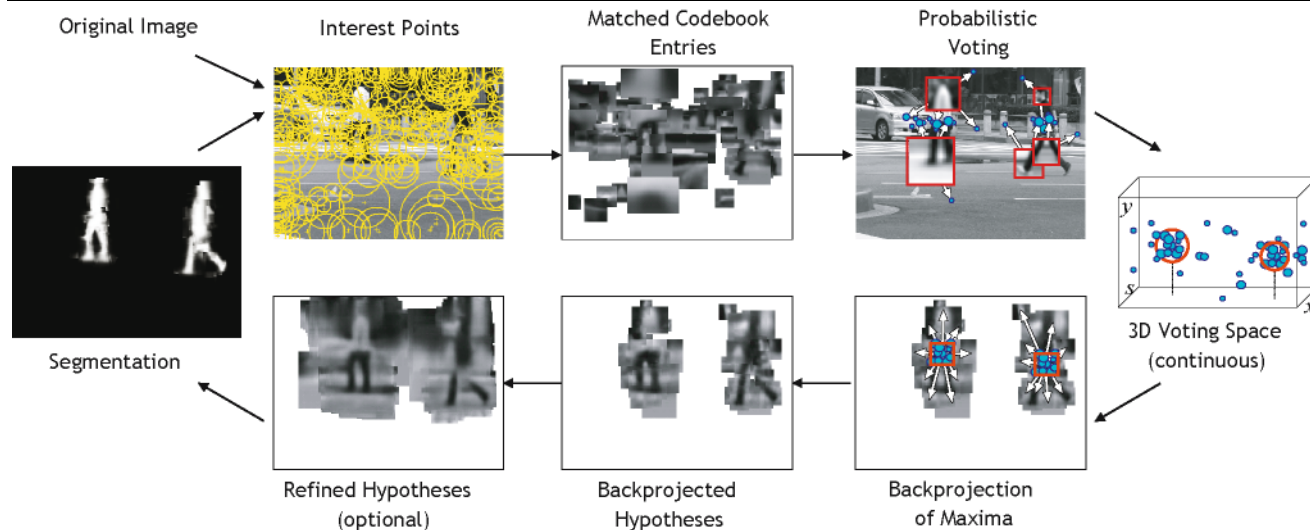 Original Image
Interest Points
Matched Codebook
Entries
Probabilistic
Voting
y
s
x
3D Voting Space
(continuous)
Segmentation
Refined Hypotheses
(optional)
Backprojected
Hypotheses
Backprojection
of Maxima